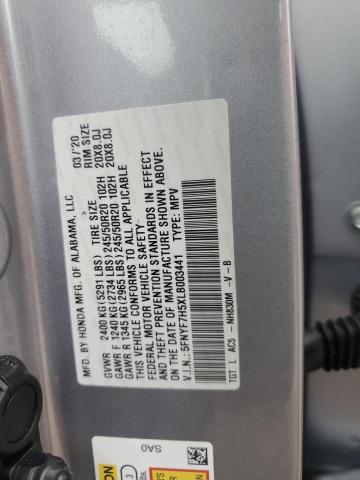 MFD. BY HONDA MFG. OF ALABAMA, LLC 03/'20
TIRE SIZE RIM SIZE
GVWR 2400 KG(5291 LBS)
GAWR F 1240 KG(2734 LBS) 245/50R20 102H 20X8.0J
GAWR R 1345 KG(2965 LBS) 245/50R20 102H 20X8.0J
THIS VEHICLE CONFORMS TO ALL APPLICABLE
FEDERAL MOTOR VEHICLE SAFETY
AND THEFT PREVENTION STANDARDS IN EFFECT
ON THE DATE OF MANUFACTURE SHOWN ABOVE.
V.I.N.: 5FNYF7H5XLB003441 TYPE: MPV
TGT L AC5 - NH830M -V-B
SA0
3